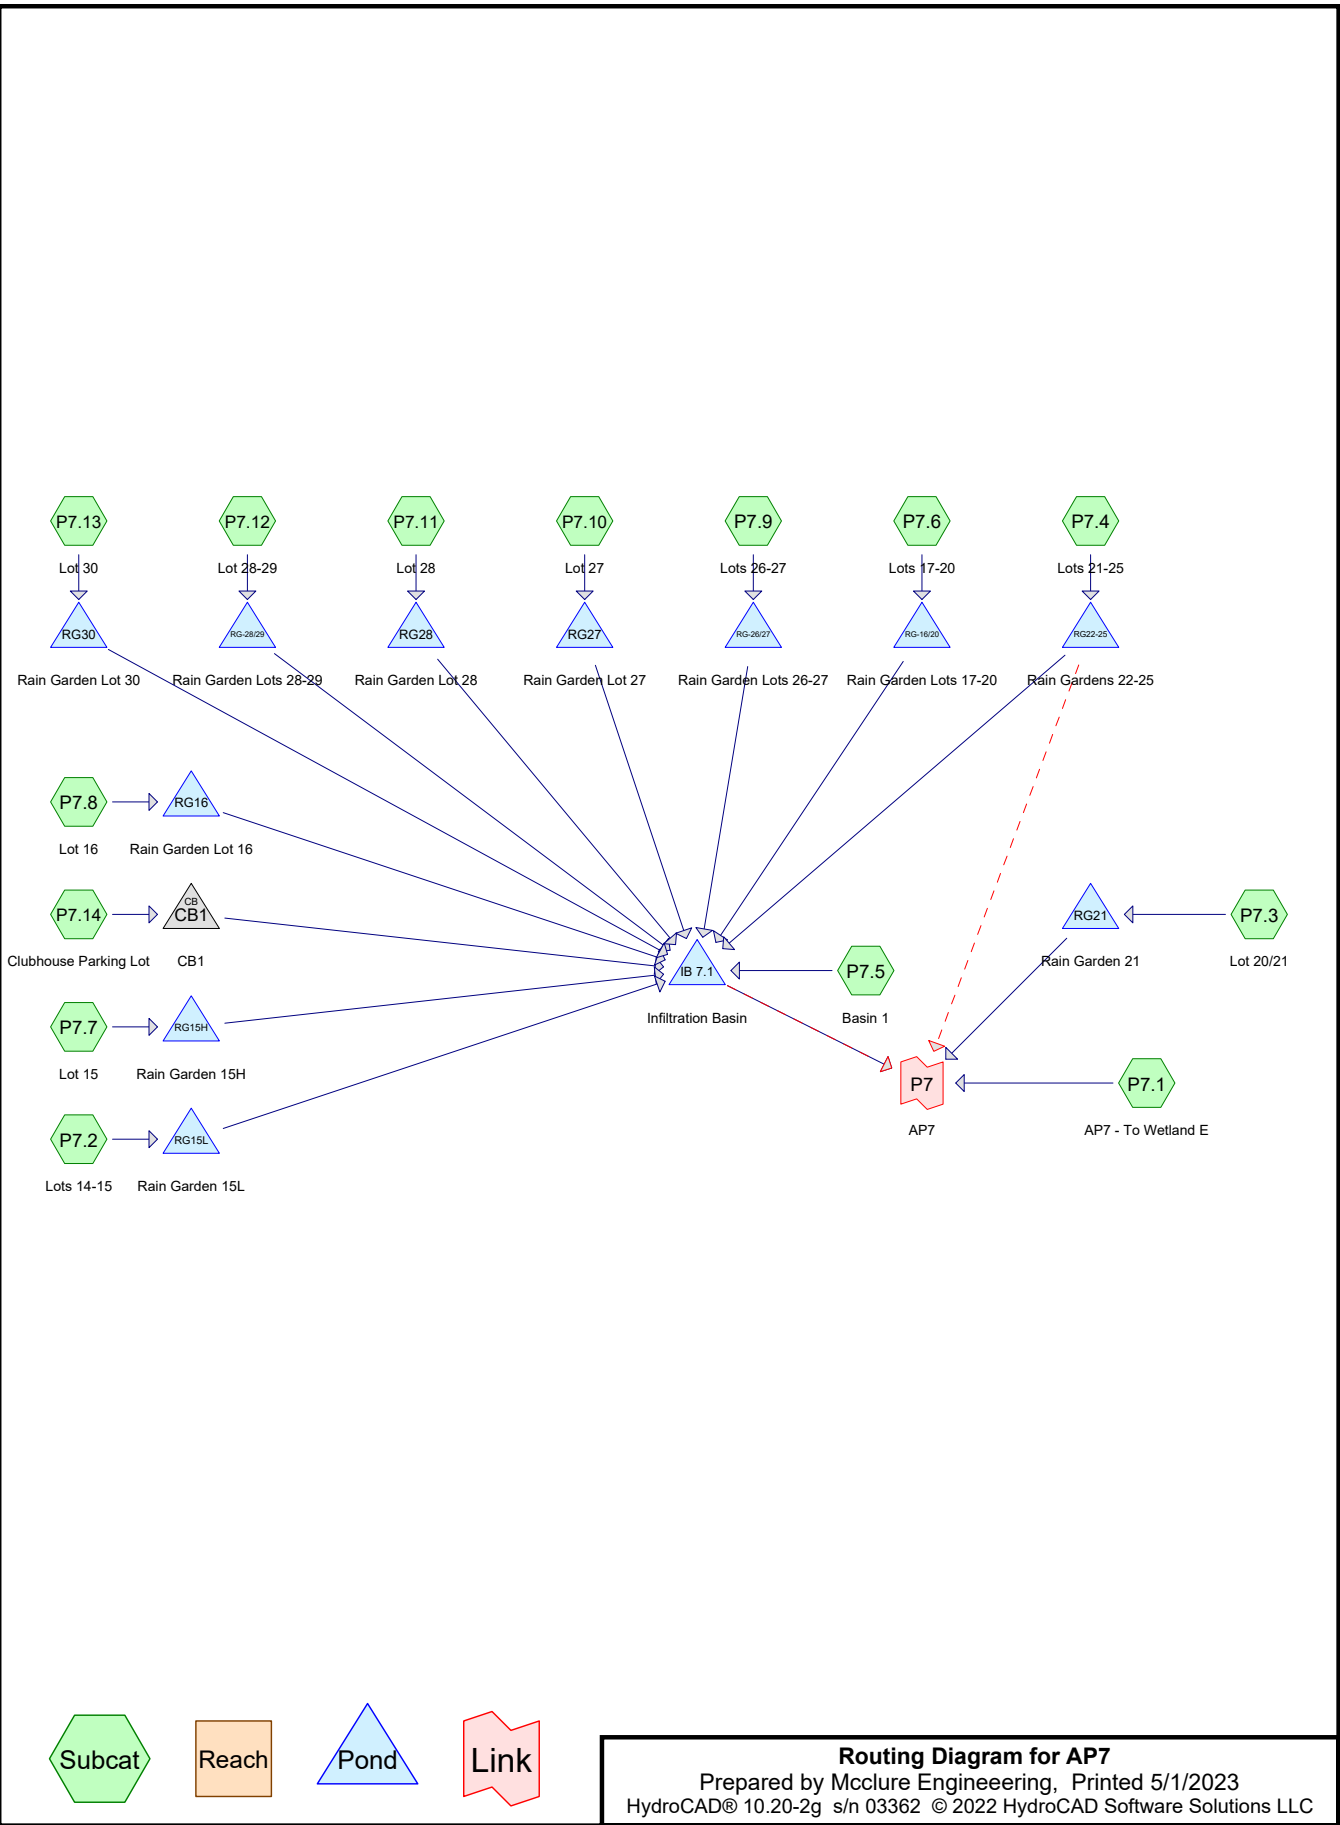 P7.13
P7.12
P7.11
P7.10
P7.9
P7.6
P7.4
Lot 30
Lot 28-29
Lot 28
Lot 27
Lots 26-27
Lots 17-20
Lots 21-25
RG30
RG-28/29
RG28
RG27
RG-26/27
RG-16/20
RG22-25
Rain Garden Lot 30
Rain Garden Lots 28-29
Rain Garden Lot 28
Rain Garden Lot 27
Rain Garden Lots 26-27
Rain Garden Lots 17-20
Rain Gardens 22-25
P7.8
RG16
Lot 16
Rain Garden Lot 16
P7.14
CB
CB1
RG21
P7.3
Clubhouse Parking Lot
CB1
Rain Garden 21
Lot 20/21
IB 7.1
P7.5
Infiltration Basin
Basin 1
P7.7
RG15H
Lot 15
Rain Garden 15H
P7
P7.1
AP7
AP7 - To Wetland E
P7.2
RG15L
Lots 14-15
Rain Garden 15L
Subcat
Reach
Pond
Link
Routing Diagram for AP7
Prepared by Mcclure Engineeering, Printed 5/1/2023
HydroCAD® 10.20-2g s/n 03362 © 2022 HydroCAD Software Solutions LLC